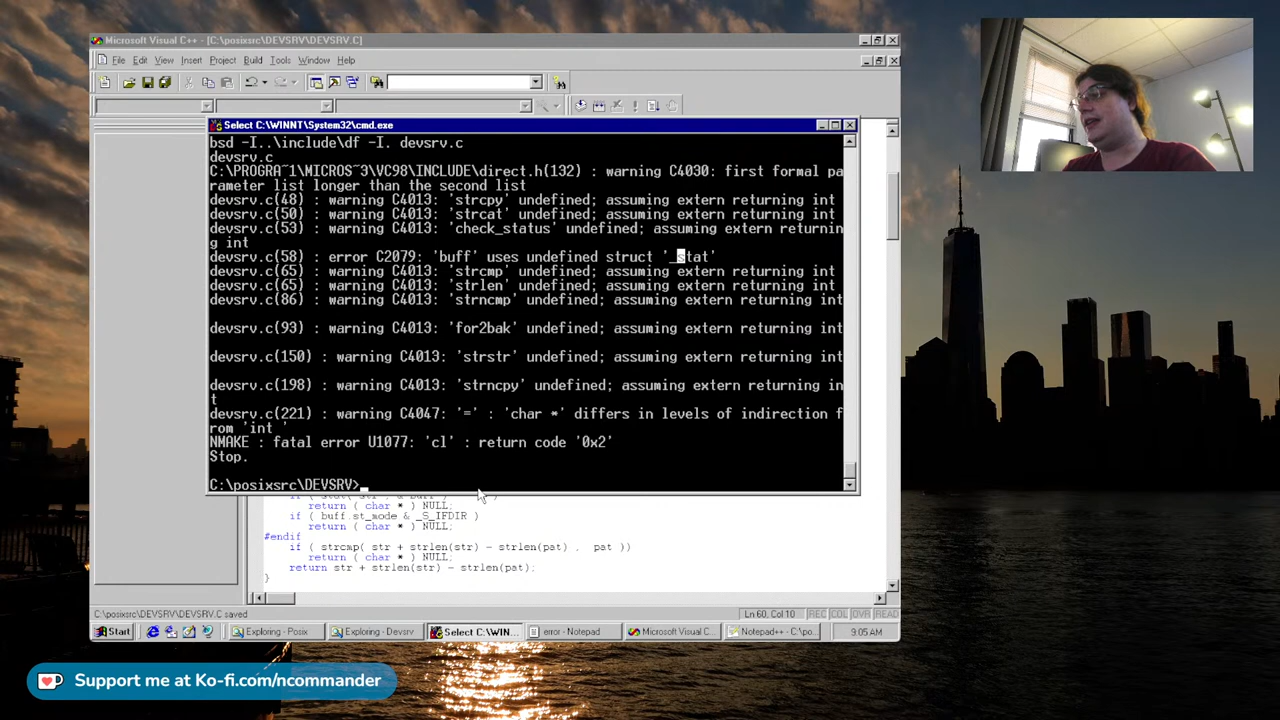 Microsoft Visual C++ - [C:\posixsrc\DEVSRV\DEVSRV.C]
File Edit View Insert Project Build Tools Window Help
Select C:\WINNT\System32\cmd.exe
bsd -I..\include\df -I. devsrv.c
devsrv.c
C:\PROGRA~1\MICROS~3\VC98\INCLUDE\direct.h(132) : warning C4030: first formal pa
rameter list longer than the second list
devsrv.c(48) : warning C4013: 'strcpy' undefined; assuming extern returning int
devsrv.c(50) : warning C4013: 'strcat' undefined; assuming extern returning int
devsrv.c(53) : warning C4013: 'check_status' undefined; assuming extern returnin
g int
devsrv.c(58) : error C2079: 'buff' uses undefined struct '_stat'
devsrv.c(65) : warning C4013: 'strcmp' undefined; assuming extern returning int
devsrv.c(65) : warning C4013: 'strlen' undefined; assuming extern returning int
devsrv.c(86) : warning C4013: 'strncmp' undefined; assuming extern returning int
devsrv.c(93) : warning C4013: 'for2bak' undefined; assuming extern returning int
devsrv.c(150) : warning C4013: 'strstr' undefined; assuming extern returning int
devsrv.c(198) : warning C4013: 'strncpy' undefined; assuming extern returning in
t
devsrv.c(221) : warning C4047: '=' : 'char *' differs in levels of indirection f
rom 'int '
NMAKE : fatal error U1077: 'cl' : return code '0x2'
Stop.
C:\posixsrc\DEVSRV>
return ( char * ) NULL;
if ( buff.st_mode & _S_IFDIR )
return ( char * ) NULL;
#endif
if ( strcmp( str + strlen(str) - strlen(pat) , pat ))
return ( char * ) NULL;
return str + strlen(str) - strlen(pat);
}
C:\posixsrc\DEVSRV\DEVSRV.C saved
Ln 60, Col 10 REC COL OVR READ
Start Exploring - Posix Exploring - Devsrv Select C:\WIN... error - Notepad Microsoft Visual C... Notepad++ - C:\po... 9:05 AM
Support me at Ko-fi.com/ncommander